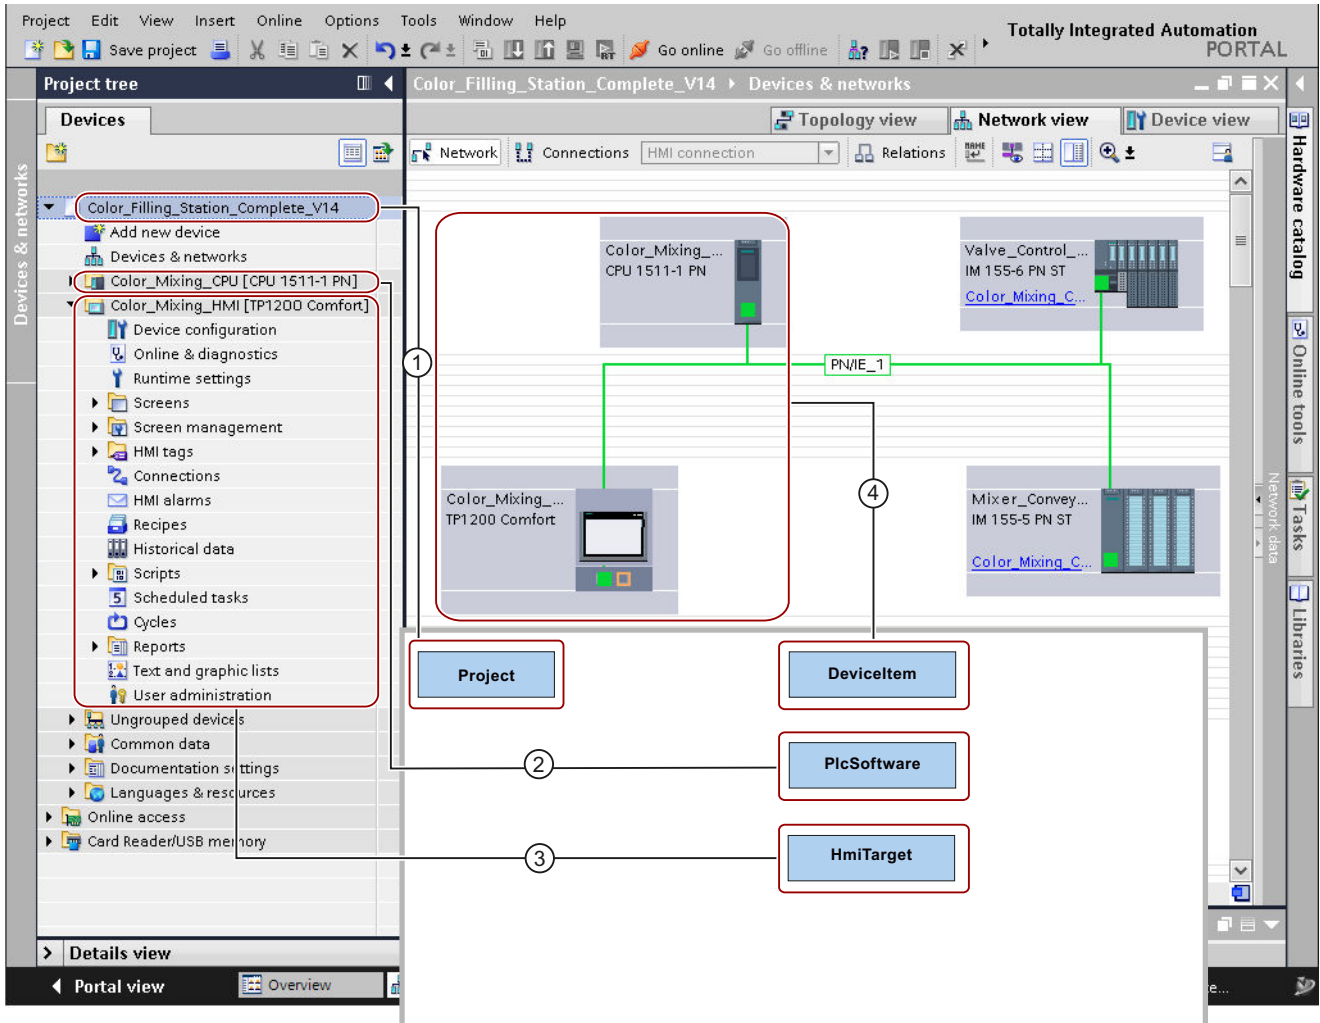 Project Edit View Insert Online Options Tools Window Help
Totally Integrated Automation
PORTAL
Save project
Go online
Go offline
Project tree
Color_Filling_Station_Complete_V14 ▸ Devices & networks
Devices
Topology view
Network view
Device view
Network
Connections
HMI connection
Relations
Devices & networks
Color_Filling_Station_Complete_V14
Add new device
Devices & networks
Color_Mixing_CPU [CPU 1511-1 PN]
Color_Mixing_HMI [TP1200 Comfort]
Device configuration
Online & diagnostics
Runtime settings
Screens
Screen management
HMI tags
Connections
HMI alarms
Recipes
Historical data
Scripts
Scheduled tasks
Cycles
Reports
Text and graphic lists
User administration
Ungrouped devices
Common data
Documentation settings
Languages & resources
Online access
Card Reader/USB memory
Details view
Portal view
Overview
Color_Mixing_...
CPU 1511-1 PN
Valve_Control_...
IM 155-6 PN ST
Color_Mixing_C...
PN/IE_1
Color_Mixing_...
TP1200 Comfort
Mixer_Convey...
IM 155-5 PN ST
Color_Mixing_C...
1
4
2
3
Project
DeviceItem
PlcSoftware
HmiTarget
Network data
Hardware catalog
Online tools
Tasks
Libraries